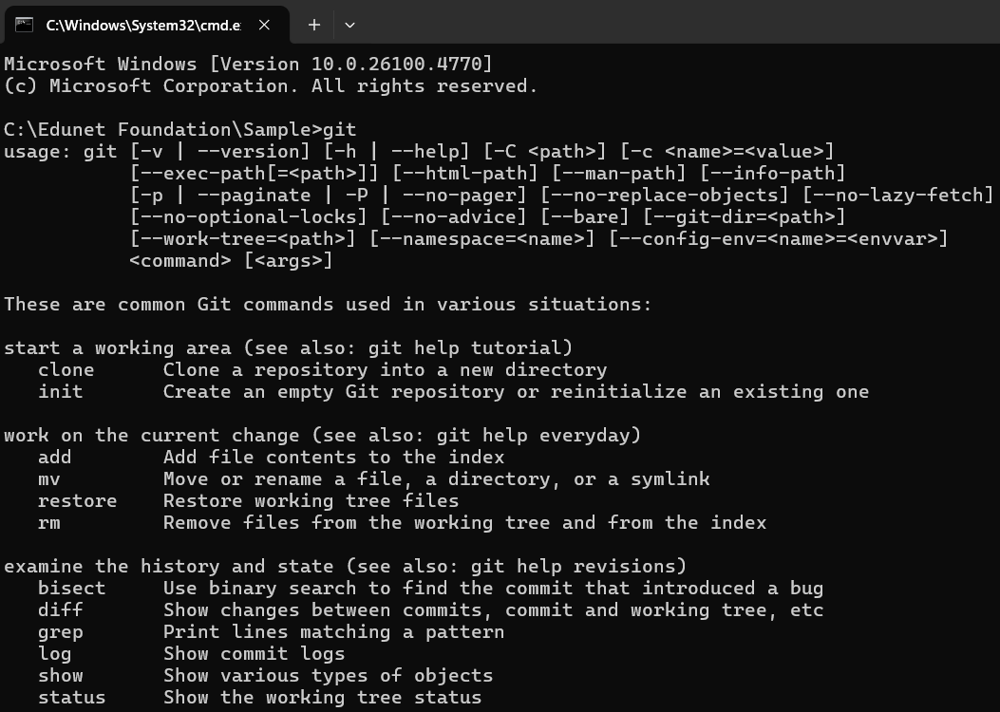 C:\Windows\System32\cmd.e
Microsoft Windows [Version 10.0.26100.4770]
(c) Microsoft Corporation. All rights reserved.
C:\Edunet Foundation\Sample>git
usage: git [-v | --version] [-h | --help] [-C <path>] [-c <name>=<value>]
           [--exec-path[=<path>]] [--html-path] [--man-path] [--info-path]
           [-p | --paginate | -P | --no-pager] [--no-replace-objects] [--no-lazy-fetch]
           [--no-optional-locks] [--no-advice] [--bare] [--git-dir=<path>]
           [--work-tree=<path>] [--namespace=<name>] [--config-env=<name>=<envvar>]
           <command> [<args>]
These are common Git commands used in various situations:
start a working area (see also: git help tutorial)
   clone      Clone a repository into a new directory
   init       Create an empty Git repository or reinitialize an existing one
work on the current change (see also: git help everyday)
   add        Add file contents to the index
   mv         Move or rename a file, a directory, or a symlink
   restore    Restore working tree files
   rm         Remove files from the working tree and from the index
examine the history and state (see also: git help revisions)
   bisect     Use binary search to find the commit that introduced a bug
   diff       Show changes between commits, commit and working tree, etc
   grep       Print lines matching a pattern
   log        Show commit logs
   show       Show various types of objects
   status     Show the working tree status